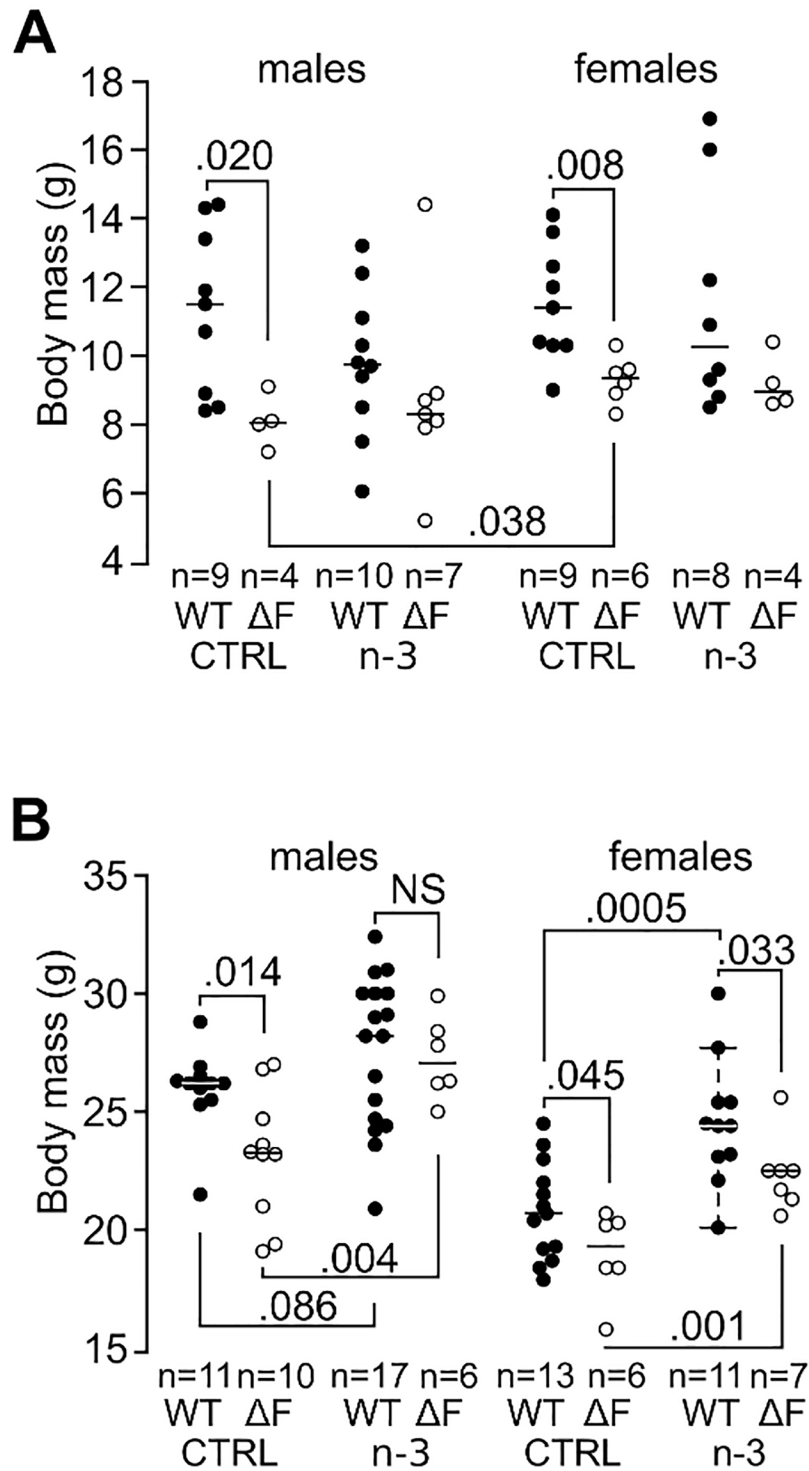 A
males females
18
16
14
12
10
8
6
4
Body mass (g)
.020
.008
.038
n=9 n=4 n=10 n=7 n=9 n=6 n=8 n=4
WT ΔF WT ΔF WT ΔF WT ΔF
CTRL n-3 CTRL n-3
B
males females
35
30
25
20
15
Body mass (g)
NS
.0005
.014
.033
.045
.004
.086
.001
n=11 n=10 n=17 n=6 n=13 n=6 n=11 n=7
WT ΔF WT ΔF WT ΔF WT ΔF
CTRL n-3 CTRL n-3